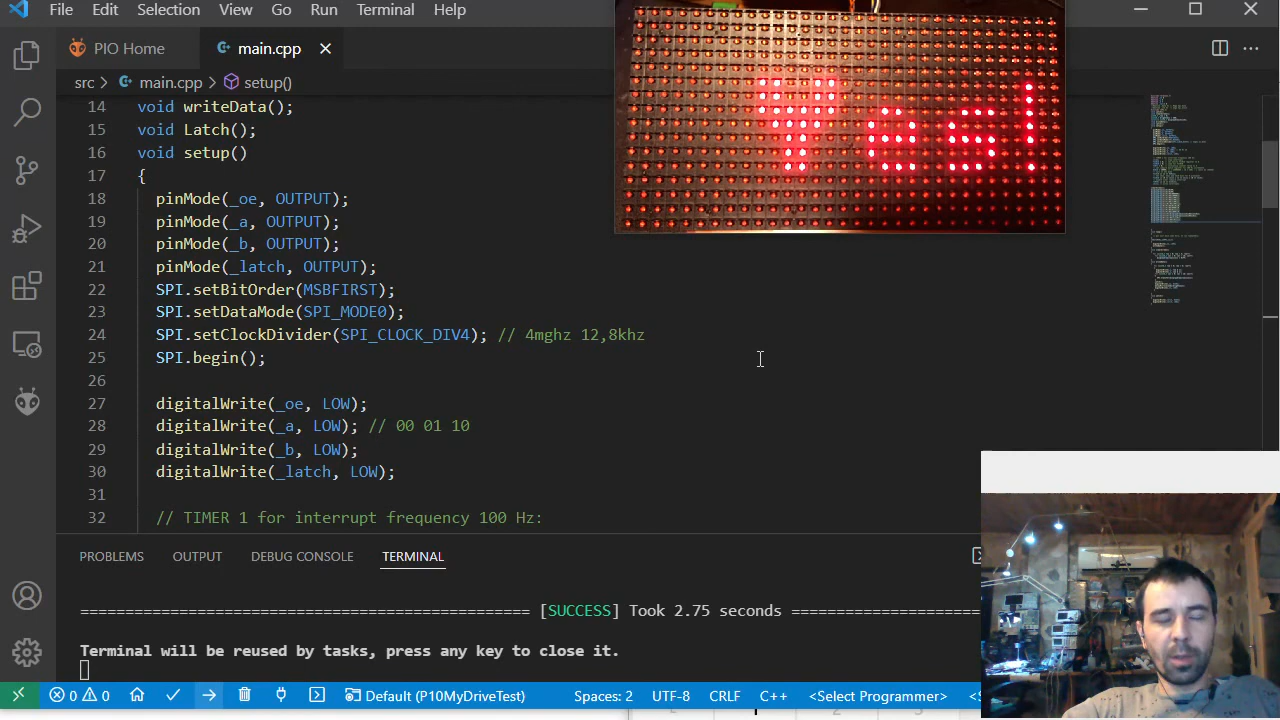 File Edit Selection View Go Run Terminal Help
PIO Home main.cpp
src > main.cpp > setup()
14 void writeData();
15 void Latch();
16 void setup()
17 {
18 pinMode(_oe, OUTPUT);
19 pinMode(_a, OUTPUT);
20 pinMode(_b, OUTPUT);
21 pinMode(_latch, OUTPUT);
22 SPI.setBitOrder(MSBFIRST);
23 SPI.setDataMode(SPI_MODE0);
24 SPI.setClockDivider(SPI_CLOCK_DIV4); // 4mghz 12,8khz
25 SPI.begin();
26
27 digitalWrite(_oe, LOW);
28 digitalWrite(_a, LOW); // 00 01 10
29 digitalWrite(_b, LOW);
30 digitalWrite(_latch, LOW);
31
32 // TIMER 1 for interrupt frequency 100 Hz:
PROBLEMS OUTPUT DEBUG CONSOLE TERMINAL
[SUCCESS] Took 2.75 seconds
Terminal will be reused by tasks, press any key to close it.
0 0 Default (P10MyDriveTest) Spaces: 2 UTF-8 CRLF C++ <Select Programmer>